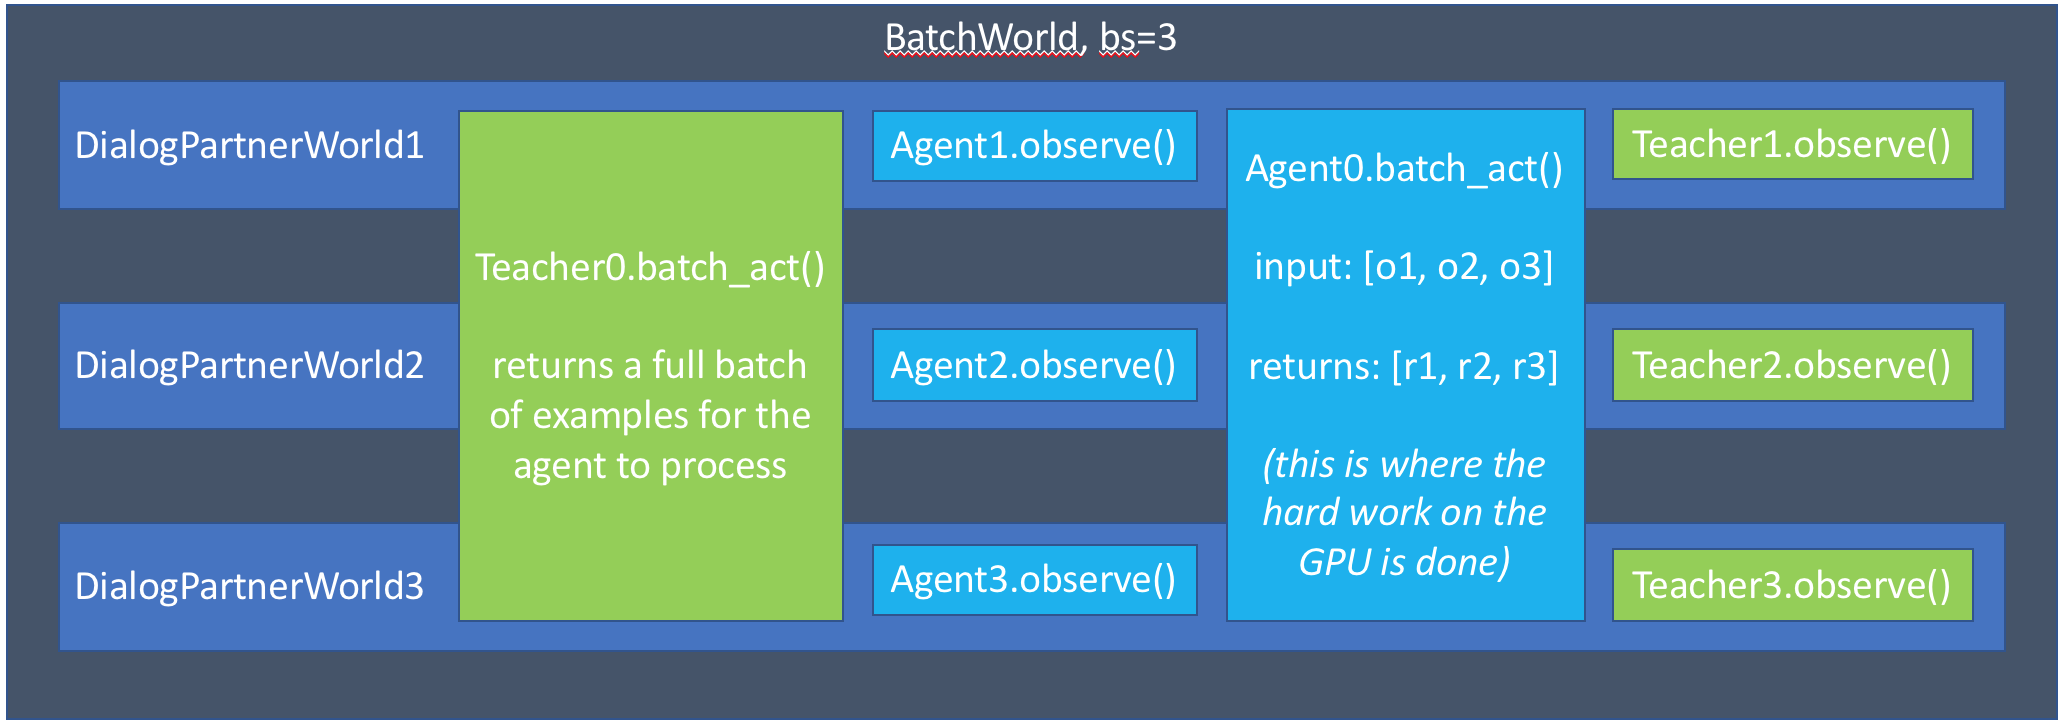 BatchWorld, bs=3
DialogPartnerWorld1
Teacher0.batch_act()
returns a full batch
of examples for the
agent to process
Agent1.observe()
Agent0.batch_act()
input: [o1, o2, o3]
returns: [r1, r2, r3]
(this is where the
hard work on the
GPU is done)
Teacher1.observe()
DialogPartnerWorld2
Agent2.observe()
Teacher2.observe()
DialogPartnerWorld3
Agent3.observe()
Teacher3.observe()